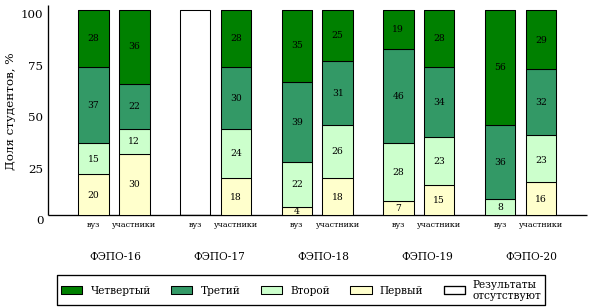 Доля студентов, %
100
75
50
25
0
28 36 28 35 25 19 28 56 29
37 22 30 39 31 46 34 36 32
15 12 24 22 26 28 23 8 23
20 30 18 4 18 7 15 16
вуз участники вуз участники вуз участники вуз участники вуз участники
ФЭПО-16 ФЭПО-17 ФЭПО-18 ФЭПО-19 ФЭПО-20
Четвертый Третий Второй Первый Результаты
отсутствуют